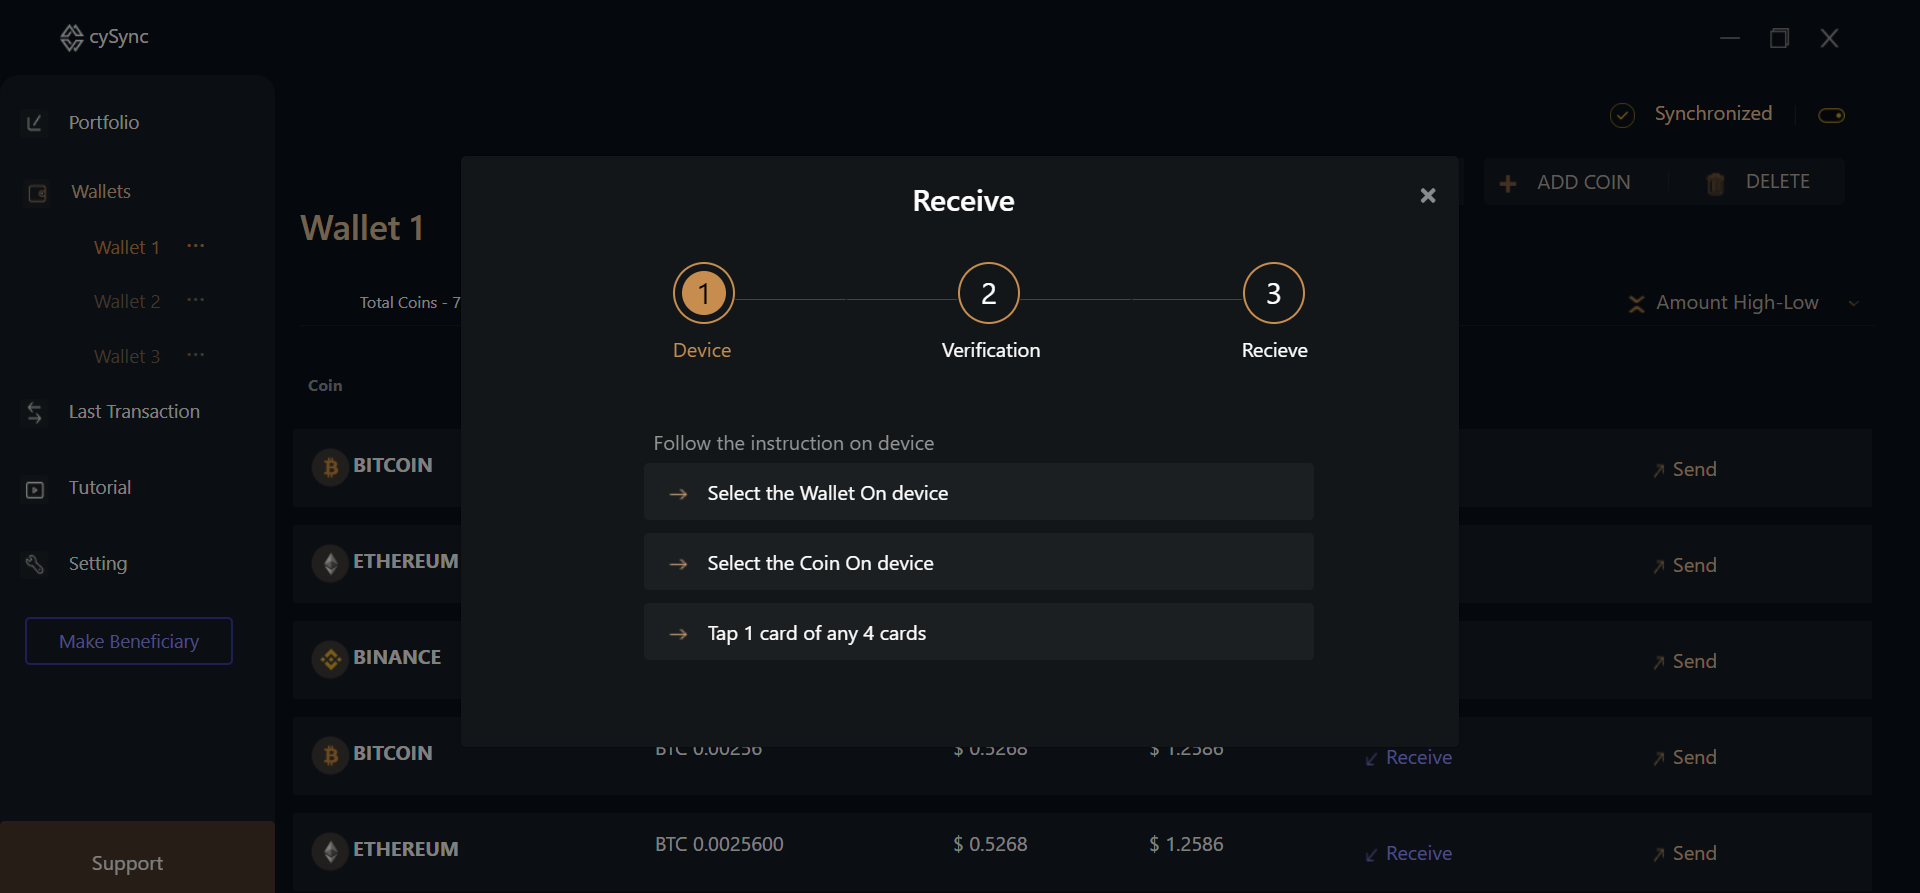 cySync
Portfolio
Wallets
Wallet 1
Wallet 2
Wallet 3
Last Transaction
Tutorial
Setting
Make Beneficiary
Support
Synchronized
ADD COIN
DELETE
Wallet 1
Total Coins - 7
Amount High-Low
Coin
BITCOIN
Send
ETHEREUM
Send
BINANCE
Send
BITCOIN
BTC 0.00256
$ 0.5268
$ 1.2586
Receive
Send
ETHEREUM
BTC 0.0025600
$ 0.5268
$ 1.2586
Receive
Send
Receive
1
2
3
Device
Verification
Recieve
Follow the instruction on device
Select the Wallet On device
Select the Coin On device
Tap 1 card of any 4 cards